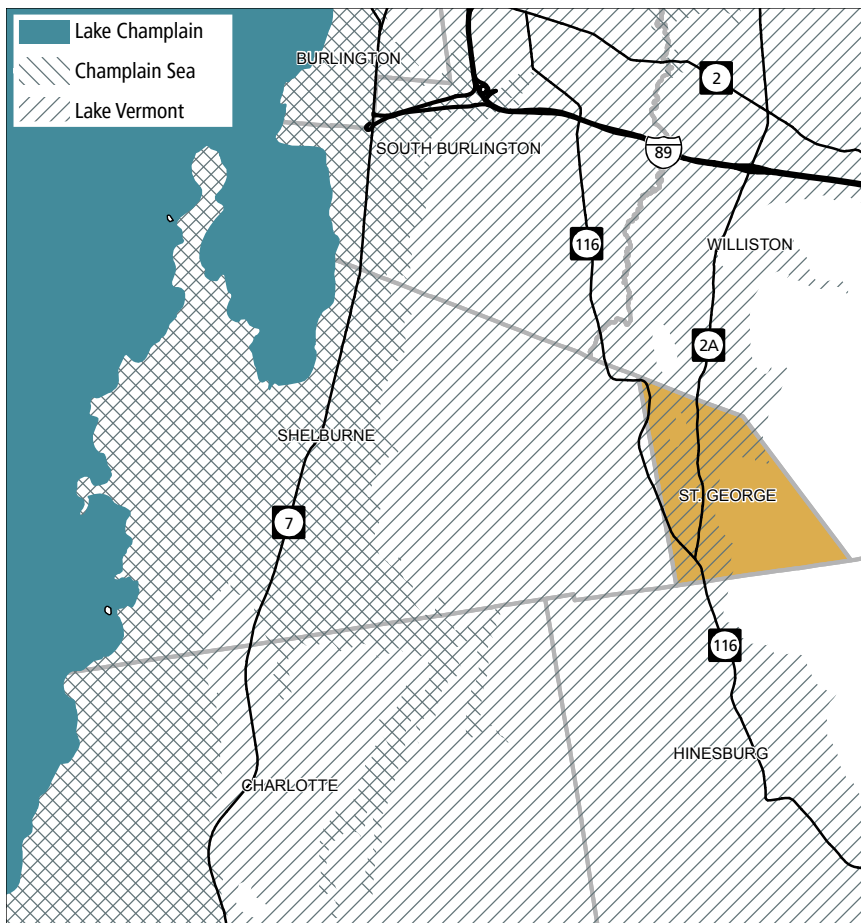 Lake Champlain
Champlain Sea
Lake Vermont
BURLINGTON
2
SOUTH BURLINGTON
89
116
WILLISTON
2A
SHELBURNE
ST. GEORGE
7
116
HINESBURG
CHARLOTTE